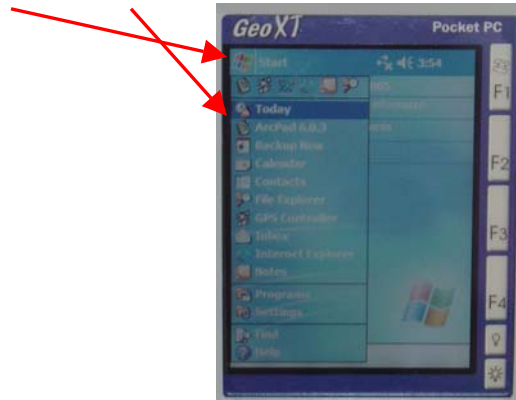 GeoXT Pocket PC
Start 3:54
Today
ArcPad 6.0.3
Backup Now
Calendar
Contacts
File Explorer
GPS Controller
Inbox
Internet Explorer
Notes
Programs
Settings
Find
Help
F1
F2
F3
F4